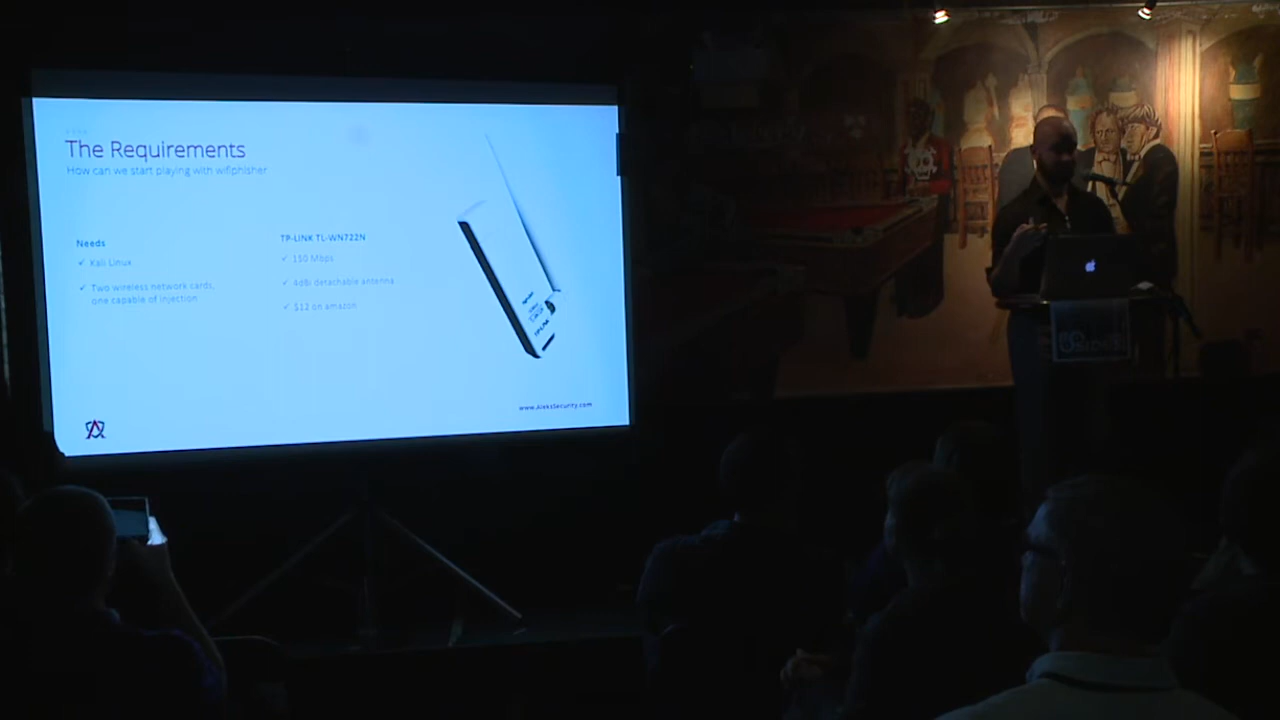 The Requirements
How can we start playing with wifiphisher
Needs
✓ Kali Linux
✓ Two wireless network cards,
one capable of injection
TP-LINK TL-WN722N
✓ 150 Mbps
✓ 4dBi detachable antenna
✓ $12 on amazon
www.AleksSecurity.com